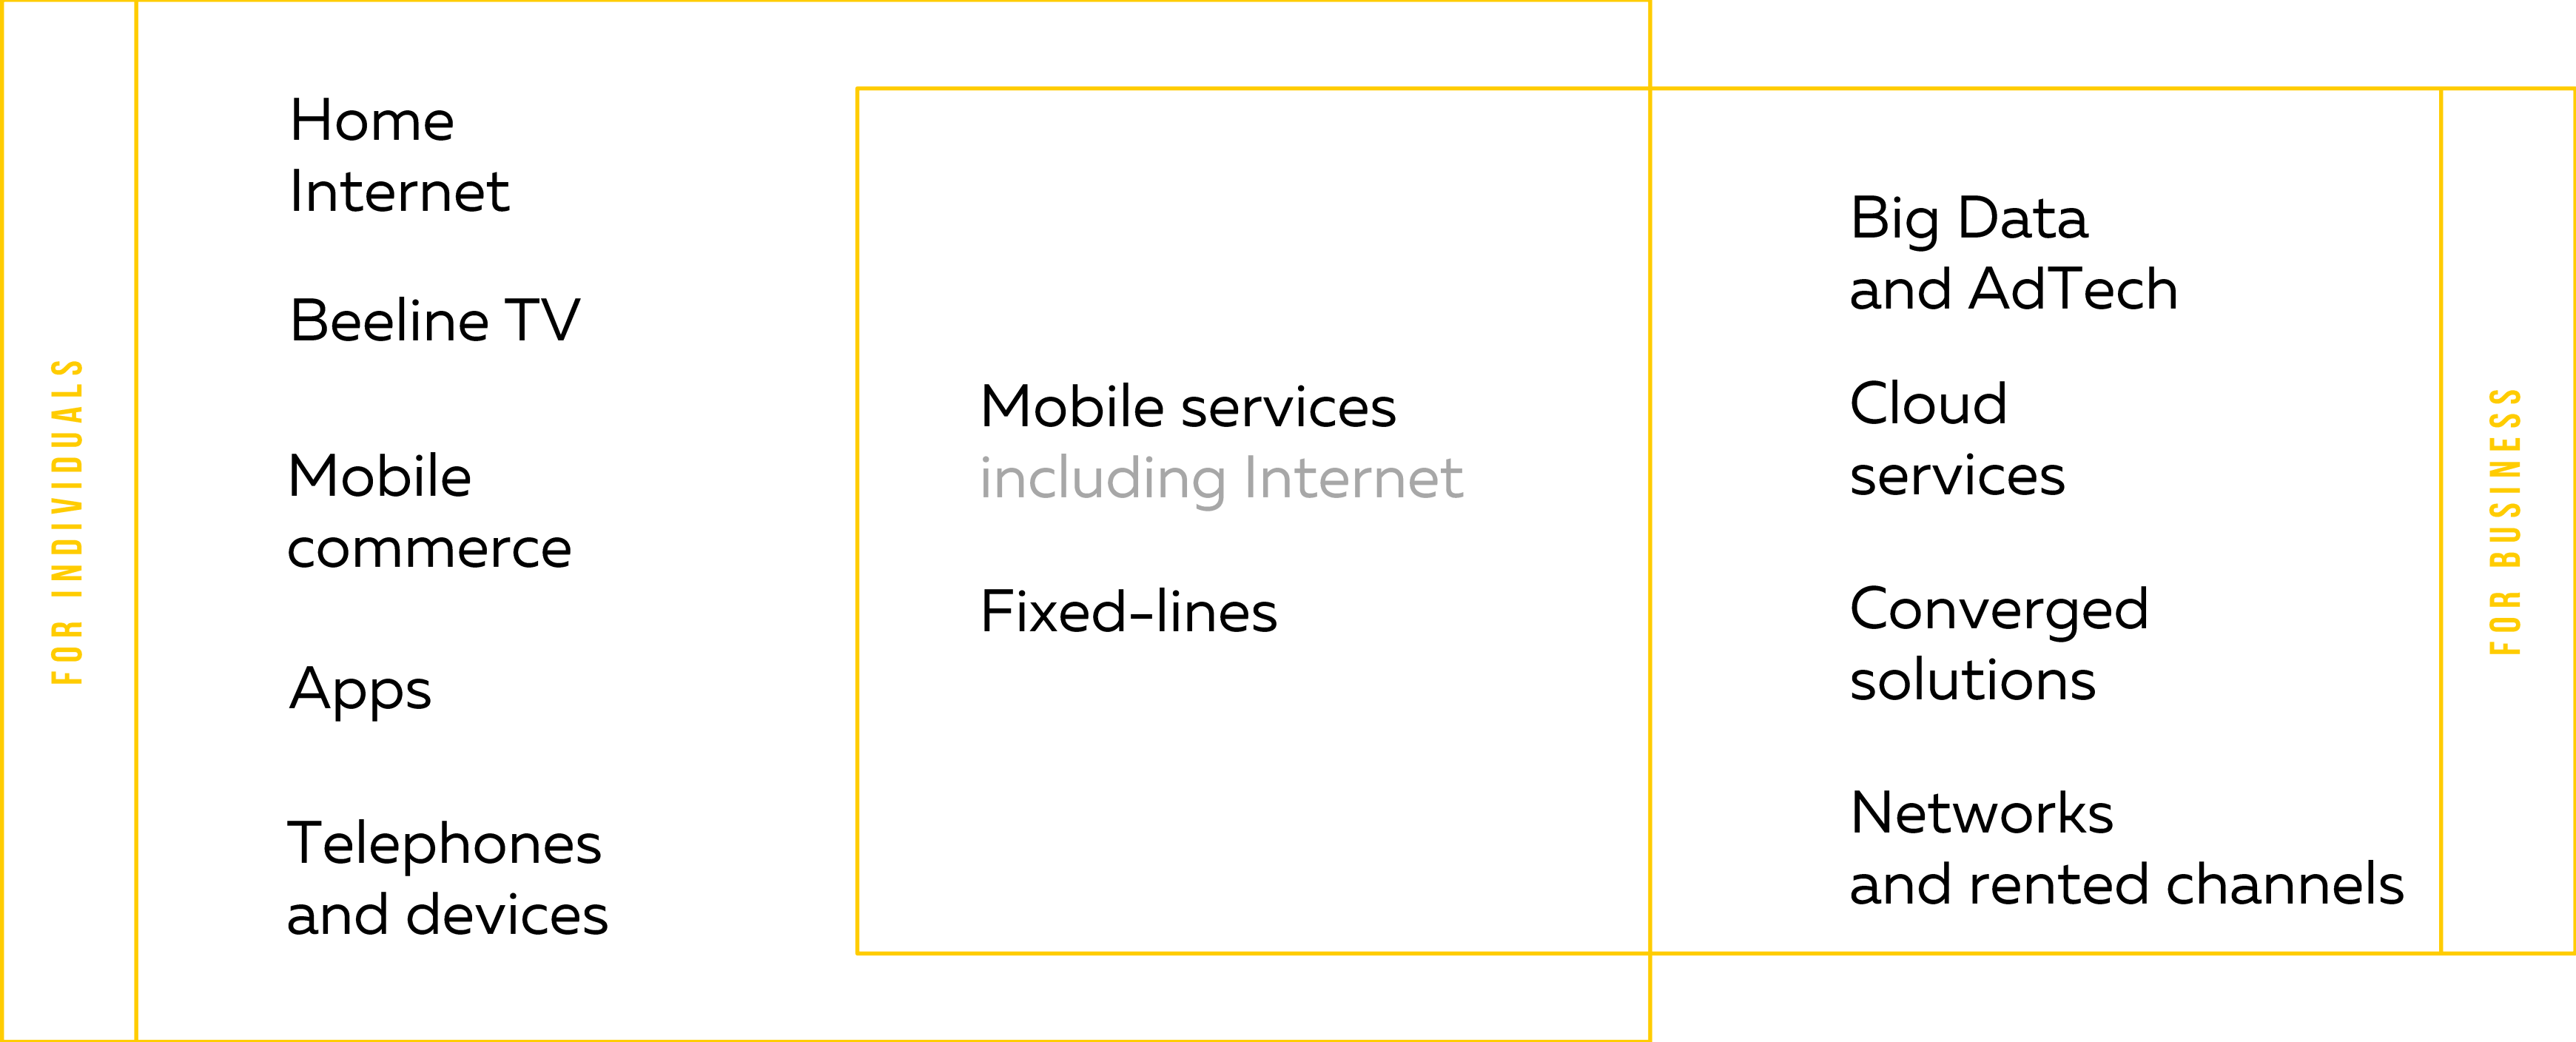 FOR INDIVIDUALS
Home
Internet
Beeline TV
Mobile
commerce
Apps
Telephones
and devices
Mobile services
including Internet
Fixed-lines
Big Data
and AdTech
Cloud
services
Converged
solutions
Networks
and rented channels
FOR BUSINESS